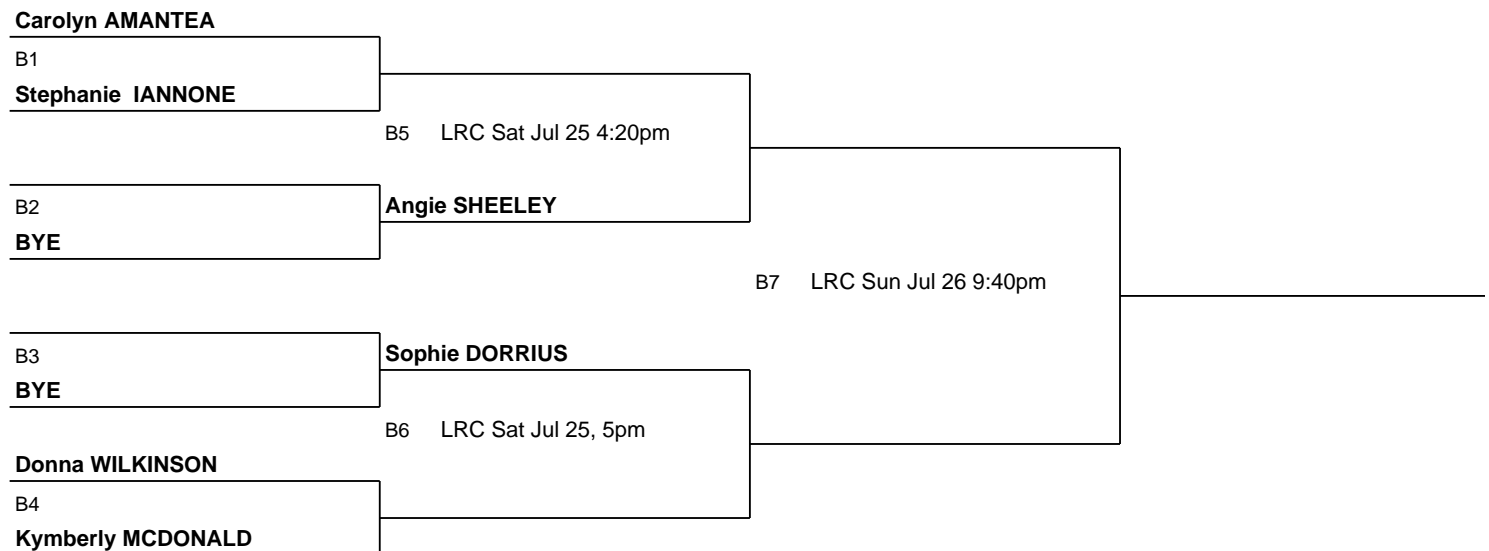 Carolyn AMANTEA
B1
Stephanie  IANNONE
B5 LRC Sat Jul 25 4:20pm
B2
Angie SHEELEY
BYE
B7 LRC Sun Jul 26 9:40pm
B3
Sophie DORRIUS
BYE
B6 LRC Sat Jul 25, 5pm
Donna WILKINSON
B4
Kymberly MCDONALD